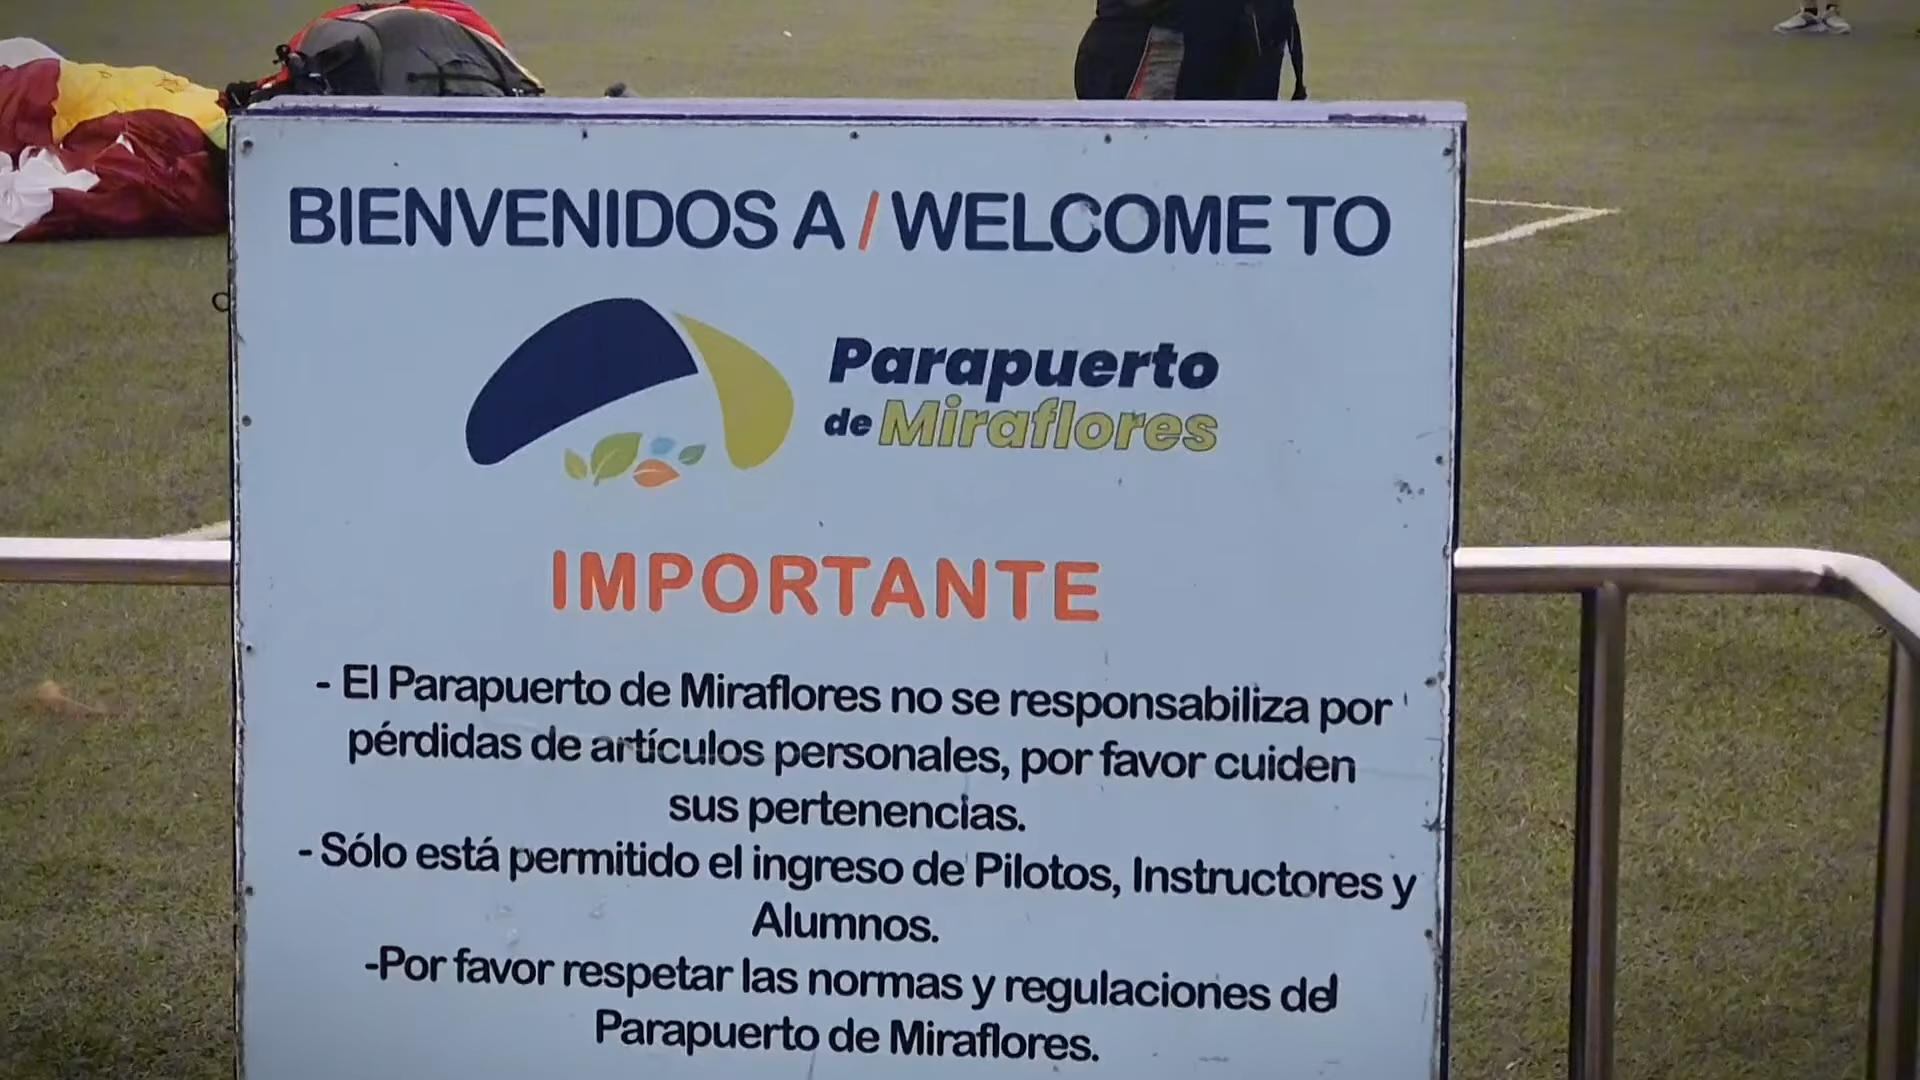 BIENVENIDOS A / WELCOME TO
Parapuerto
de Miraflores
IMPORTANTE
- El Parapuerto de Miraflores no se responsabiliza por
pérdidas de artículos personales, por favor cuiden
sus pertenencias.
- Sólo está permitido el ingreso de Pilotos, Instructores y
Alumnos.
-Por favor respetar las normas y regulaciones del
Parapuerto de Miraflores.